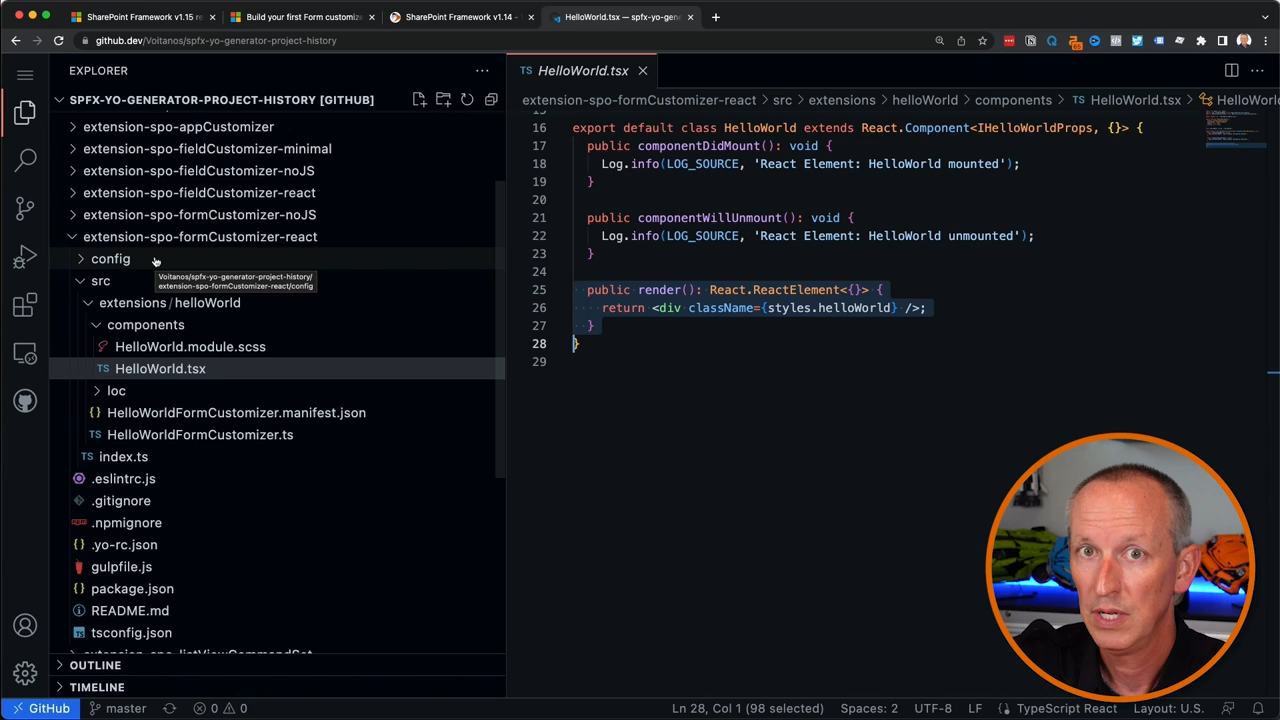 SharePoint Framework v1.15 re
Build your first Form customiz
SharePoint Framework v1.14 -
HelloWorld.tsx — spfx-yo-gene
github.dev/Voitanos/spfx-yo-generator-project-history
EXPLORER
SPFX-YO-GENERATOR-PROJECT-HISTORY [GITHUB]
extension-spo-appCustomizer
extension-spo-fieldCustomizer-minimal
extension-spo-fieldCustomizer-noJS
extension-spo-fieldCustomizer-react
extension-spo-formCustomizer-noJS
extension-spo-formCustomizer-react
config
Voitanos/spfx-yo-generator-project-history/
extension-spo-formCustomizer-react/config
src
extensions / helloWorld
components
HelloWorld.module.scss
TS HelloWorld.tsx
loc
{} HelloWorldFormCustomizer.manifest.json
TS HelloWorldFormCustomizer.ts
TS index.ts
.eslintrc.js
.gitignore
.npmignore
.yo-rc.json
gulpfile.js
package.json
README.md
tsconfig.json
OUTLINE
TIMELINE
TS HelloWorld.tsx
extension-spo-formCustomizer-react > src > extensions > helloWorld > components > TS HelloWorld.tsx > HelloWorl
16 export default class HelloWorld extends React.Component<IHelloWorldProps, {}> {
17 public componentDidMount(): void {
18 Log.info(LOG_SOURCE, 'React Element: HelloWorld mounted');
19 }
20
21 public componentWillUnmount(): void {
22 Log.info(LOG_SOURCE, 'React Element: HelloWorld unmounted');
23 }
24
25 public render(): React.ReactElement<{}> {
26 return <div className={styles.helloWorld} />;
27 }
28 }
29
GitHub master 0 0 Ln 28, Col 1 (98 selected) Spaces: 2 UTF-8 LF {} TypeScript React Layout: U.S.